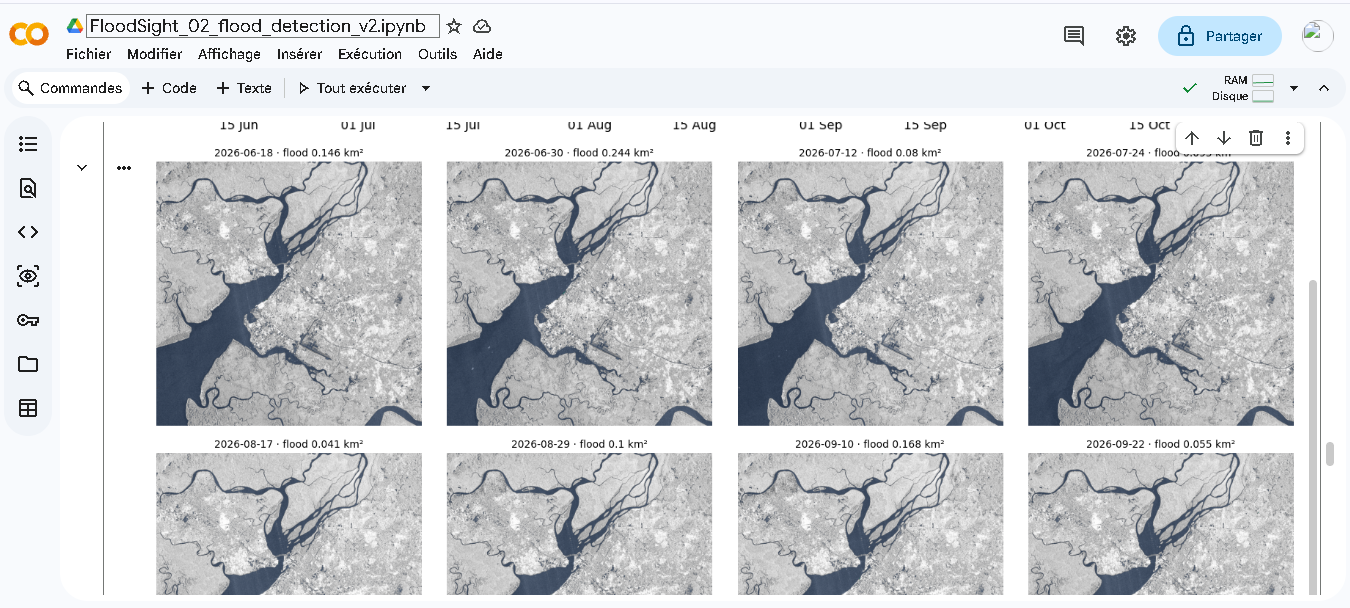 FloodSight_02_flood_detection_v2.ipynb
Fichier Modifier Affichage Insérer Exécution Outils Aide
Partager
Commandes + Code + Texte Tout exécuter
RAM
Disque
15 Jun 01 Jul 15 Jul 01 Aug 15 Aug 01 Sep 15 Sep 01 Oct 15 Oct
2026-06-18 · flood 0.146 km² 2026-06-30 · flood 0.244 km² 2026-07-12 · flood 0.08 km² 2026-07-24 · flood
2026-08-17 · flood 0.041 km² 2026-08-29 · flood 0.1 km² 2026-09-10 · flood 0.168 km² 2026-09-22 · flood 0.055 km²